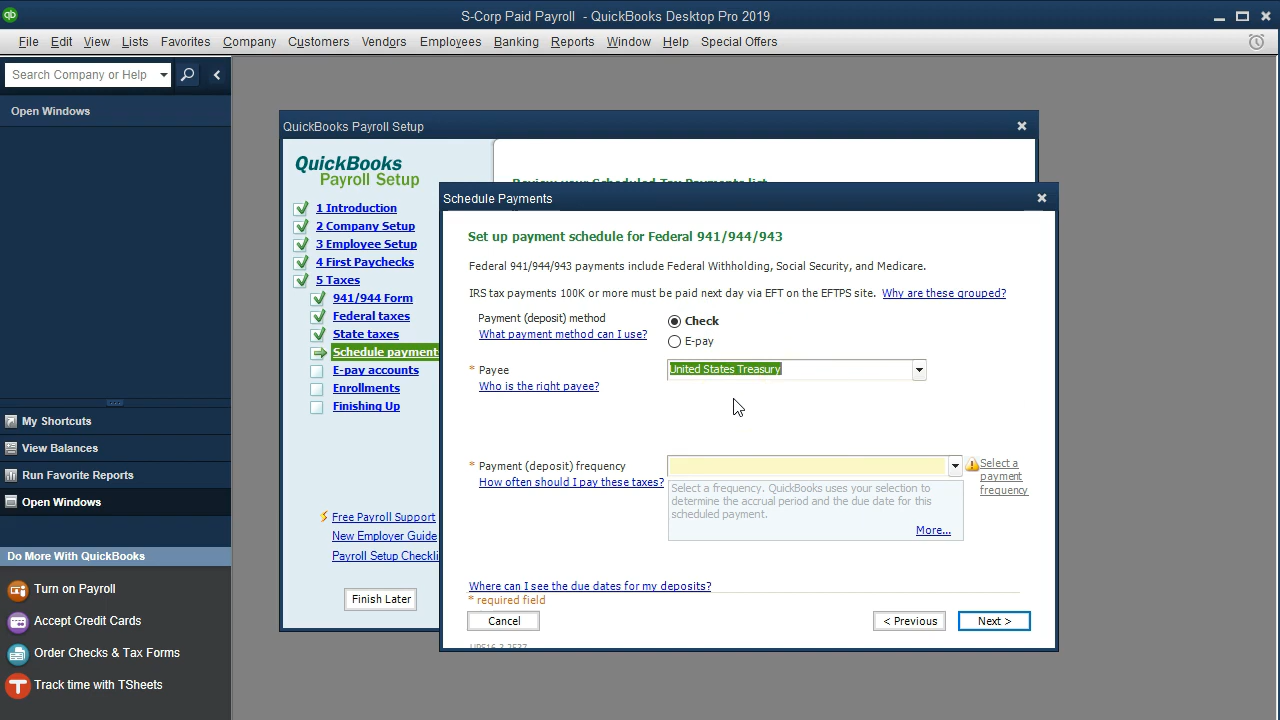 qb
S-Corp Paid Payroll - QuickBooks Desktop Pro 2019
File Edit View Lists Favorites Company Customers Vendors Employees Banking Reports Window Help Special Offers
Search Company or Help
Open Windows
My Shortcuts
View Balances
Run Favorite Reports
Open Windows
Do More With QuickBooks
Turn on Payroll
Accept Credit Cards
Order Checks & Tax Forms
Track time with TSheets
QuickBooks Payroll Setup
QuickBooks
Payroll Setup
1 Introduction
2 Company Setup
3 Employee Setup
4 First Paychecks
5 Taxes
941/944 Form
Federal taxes
State taxes
Schedule payment
E-pay accounts
Enrollments
Finishing Up
Free Payroll Support
New Employer Guide
Payroll Setup Checkli
Finish Later
Review your Scheduled Tax Payments list
Schedule Payments
Set up payment schedule for Federal 941/944/943
Federal 941/944/943 payments include Federal Withholding, Social Security, and Medicare.
IRS tax payments 100K or more must be paid next day via EFT on the EFTPS site. Why are these grouped?
Payment (deposit) method
What payment method can I use?
Check
E-pay
* Payee
Who is the right payee?
United States Treasury
* Payment (deposit) frequency
How often should I pay these taxes?
Select a
payment
frequency
Select a frequency. QuickBooks uses your selection to
determine the accrual period and the due date for this
scheduled payment.
More...
Where can I see the due dates for my deposits?
* required field
Cancel
< Previous
Next >